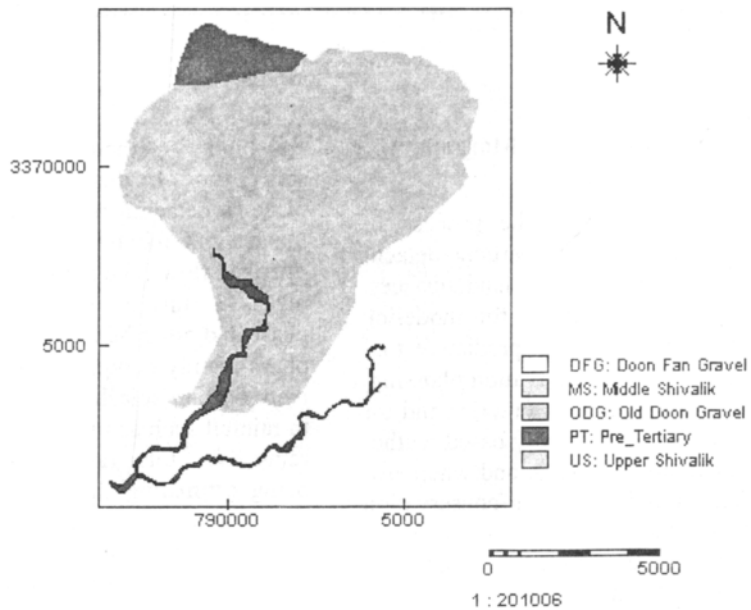 N
3370000
5000
DFG: Doon Fan Gravel
MS: Middle Shivalik
ODG: Old Doon Gravel
PT: Pre_Tertiary
US: Upper Shivalik
790000
5000
0
5000
1 : 201006